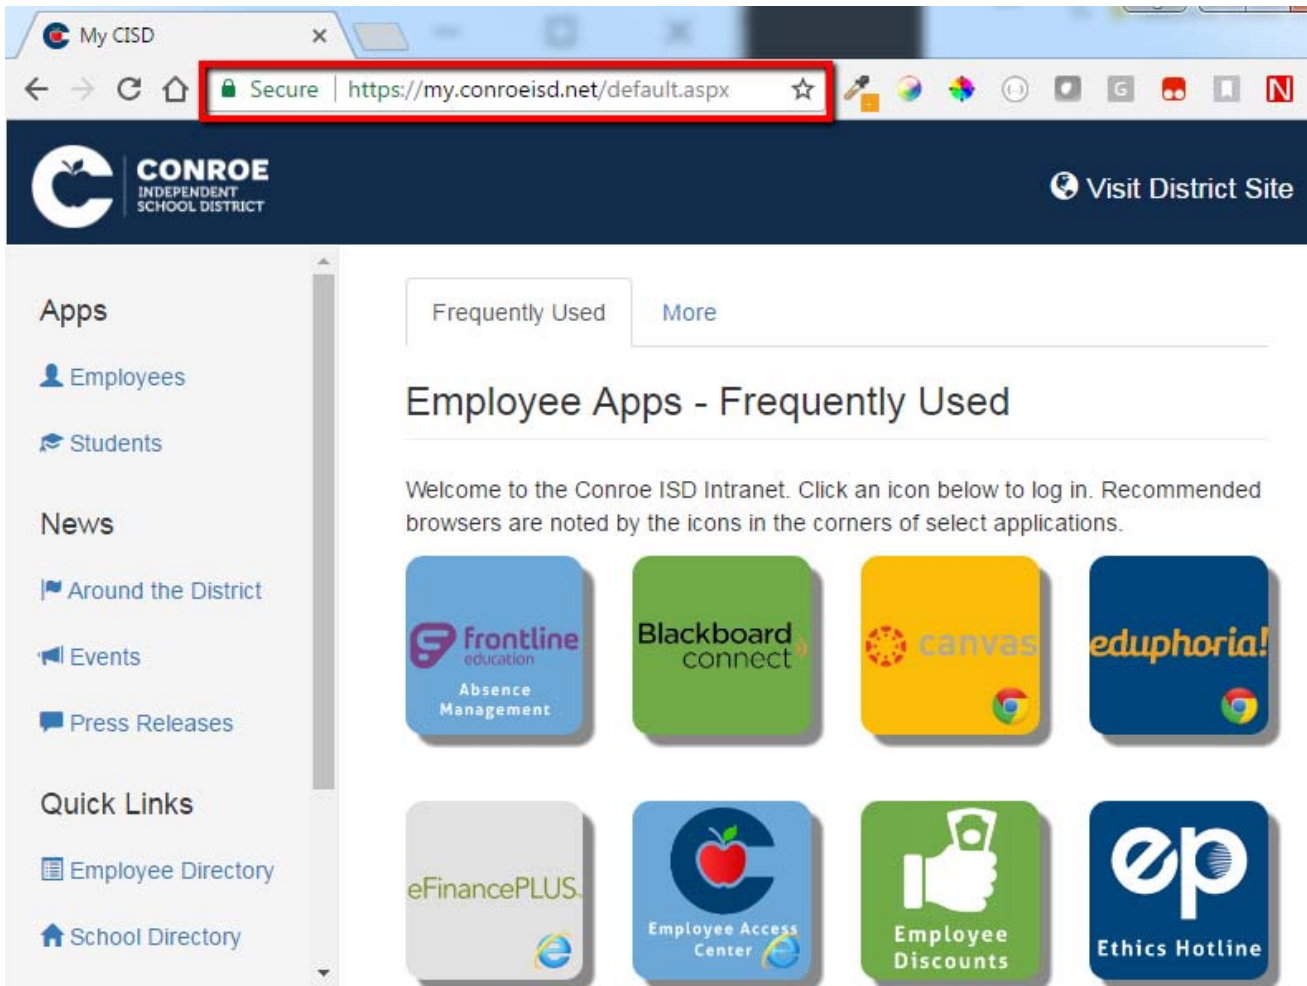 My CISD
Secure | https://my.conroeisd.net/default.aspx
G
N
CONROE
INDEPENDENT
SCHOOL DISTRICT
Visit District Site
Apps
Employees
Students
News
Around the District
Events
Press Releases
Quick Links
Employee Directory
School Directory
Frequently Used
More
Employee Apps - Frequently Used
Welcome to the Conroe ISD Intranet. Click an icon below to log in. Recommended
browsers are noted by the icons in the corners of select applications.
frontline
education
Absence
Management
Blackboard
connect
canvas
eduphoria!
eFinancePLUS
Employee Access
Center
Employee
Discounts
ep
Ethics Hotline